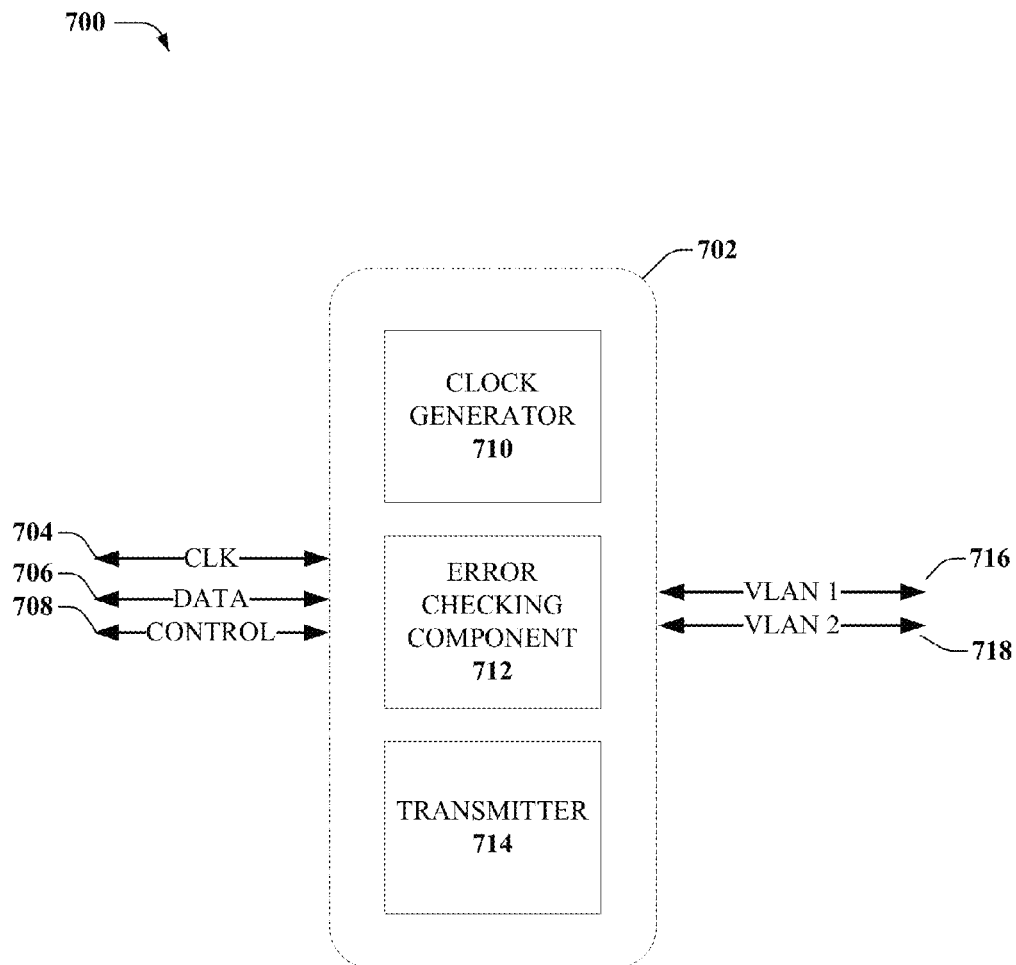 700
702
CLOCK
GENERATOR
710
704
CLK
706
DATA
708
CONTROL
ERROR
CHECKING
COMPONENT
712
VLAN 1
716
VLAN 2
718
TRANSMITTER
714